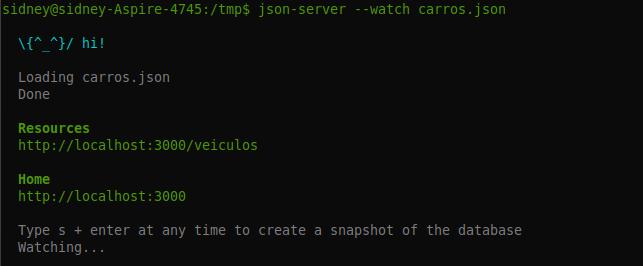 sidney@sidney-Aspire-4745:/tmp$ json-server --watch carros.json
\{^_^}/ hi!
Loading carros.json
Done
Resources
http://localhost:3000/veiculos
Home
http://localhost:3000
Type s + enter at any time to create a snapshot of the database
Watching...